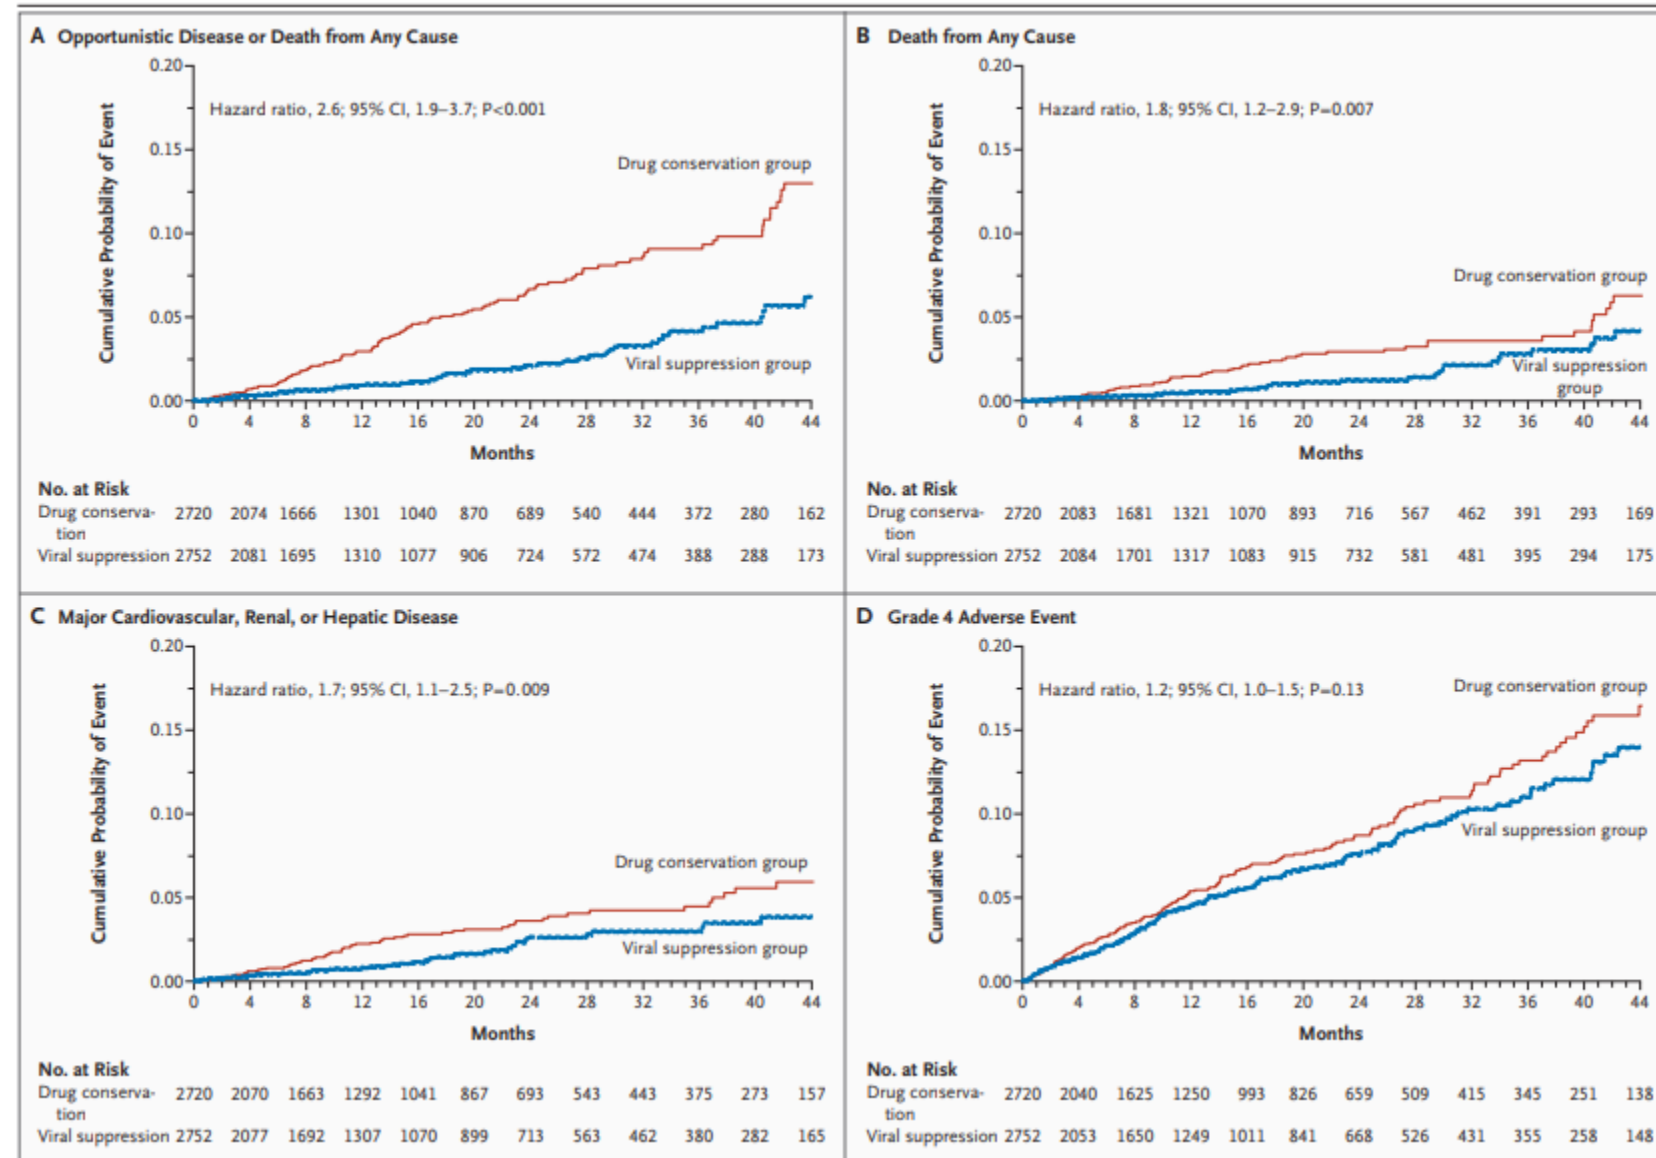 A Opportunistic Disease or Death from Any Cause
Cumulative Probability of Event
0.20
0.15
0.10
0.05
0.00
Hazard ratio, 2.6; 95% CI, 1.9–3.7; P<0.001
Drug conservation group
Viral suppression group
0 4 8 12 16 20 24 28 32 36 40 44
Months
No. at Risk
Drug conserva- 2720 2074 1666 1301 1040 870 689 540 444 372 280 162
tion
Viral suppression 2752 2081 1695 1310 1077 906 724 572 474 388 288 173
B Death from Any Cause
Cumulative Probability of Event
0.20
0.15
0.10
0.05
0.00
Hazard ratio, 1.8; 95% CI, 1.2–2.9; P=0.007
Drug conservation group
Viral suppression
group
0 4 8 12 16 20 24 28 32 36 40 44
Months
No. at Risk
Drug conserva- 2720 2083 1681 1321 1070 893 716 567 462 391 293 169
tion
Viral suppression 2752 2084 1701 1317 1083 915 732 581 481 395 294 175
C Major Cardiovascular, Renal, or Hepatic Disease
Cumulative Probability of Event
0.20
0.15
0.10
0.05
0.00
Hazard ratio, 1.7; 95% CI, 1.1–2.5; P=0.009
Drug conservation group
Viral suppression group
0 4 8 12 16 20 24 28 32 36 40 44
Months
No. at Risk
Drug conserva- 2720 2070 1663 1292 1041 867 693 543 443 375 273 157
tion
Viral suppression 2752 2077 1692 1307 1070 899 713 563 462 380 282 165
D Grade 4 Adverse Event
Cumulative Probability of Event
0.20
0.15
0.10
0.05
0.00
Hazard ratio, 1.2; 95% CI, 1.0–1.5; P=0.13
Drug conservation group
Viral suppression group
0 4 8 12 16 20 24 28 32 36 40 44
Months
No. at Risk
Drug conserva- 2720 2040 1625 1250 993 826 659 509 415 345 251 138
tion
Viral suppression 2752 2053 1650 1249 1011 841 668 526 431 355 258 148